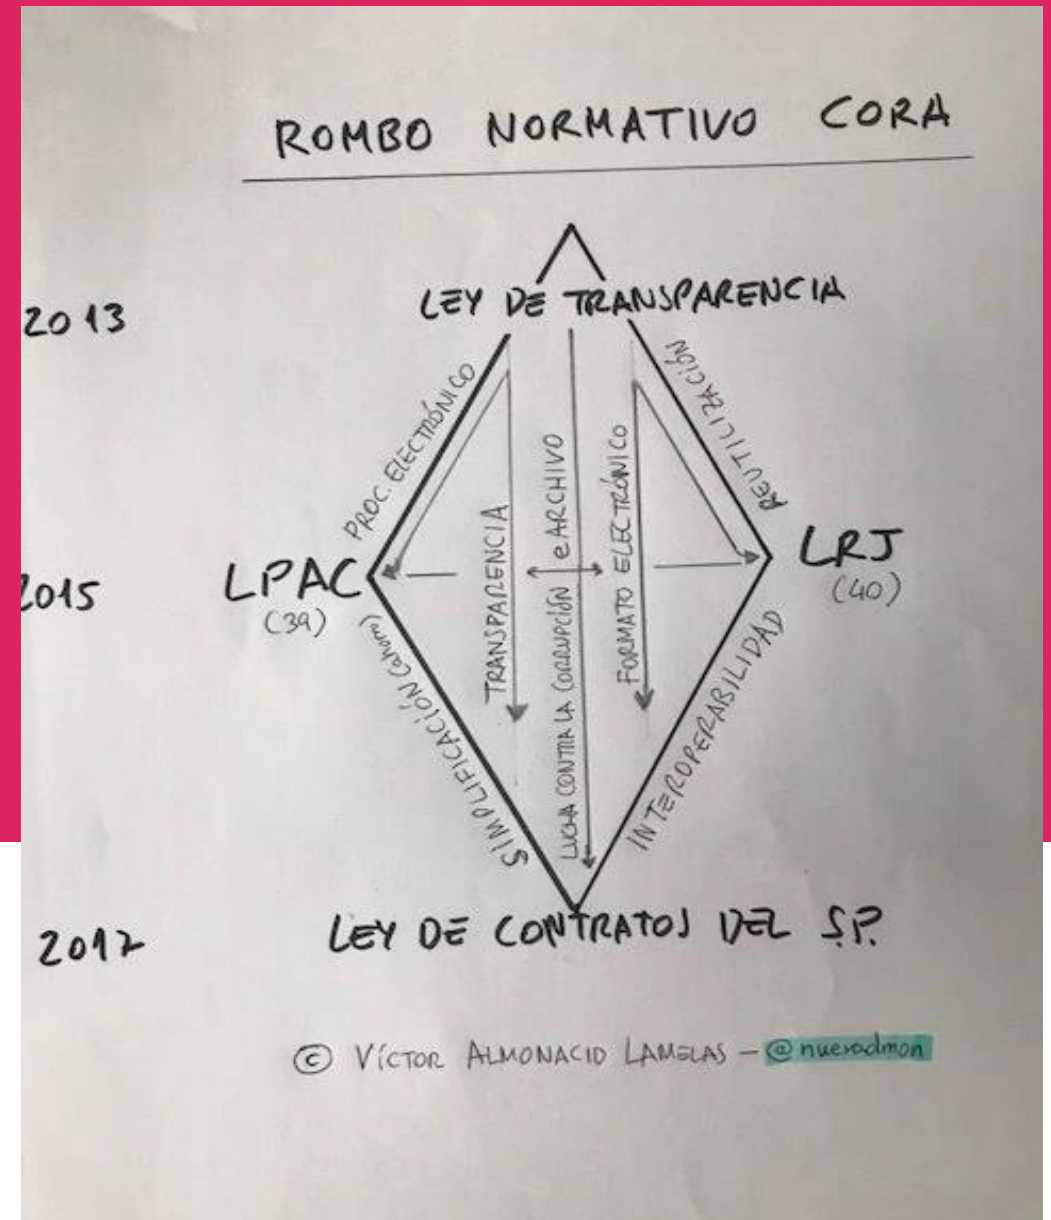 ROMBO NORMATIVO CORA
2013
LEY DE TRANSPARENCIA
PROC. ELECTRÓNICO
REUTILIZACIÓN
TRANSPARENCIA
eARCHIVO
FORMATO ELECTRÓNICO
2015
LPAC
(39)
LRJ
(40)
SIMPLIFICACIÓN (ahorro)
LUCHA CONTRA LA CORRUPCIÓN
INTEROPERABILIDAD
2017
LEY DE CONTRATOS DEL S.P.
© VÍCTOR ALMONACID LAMELAS - @nuevadmon